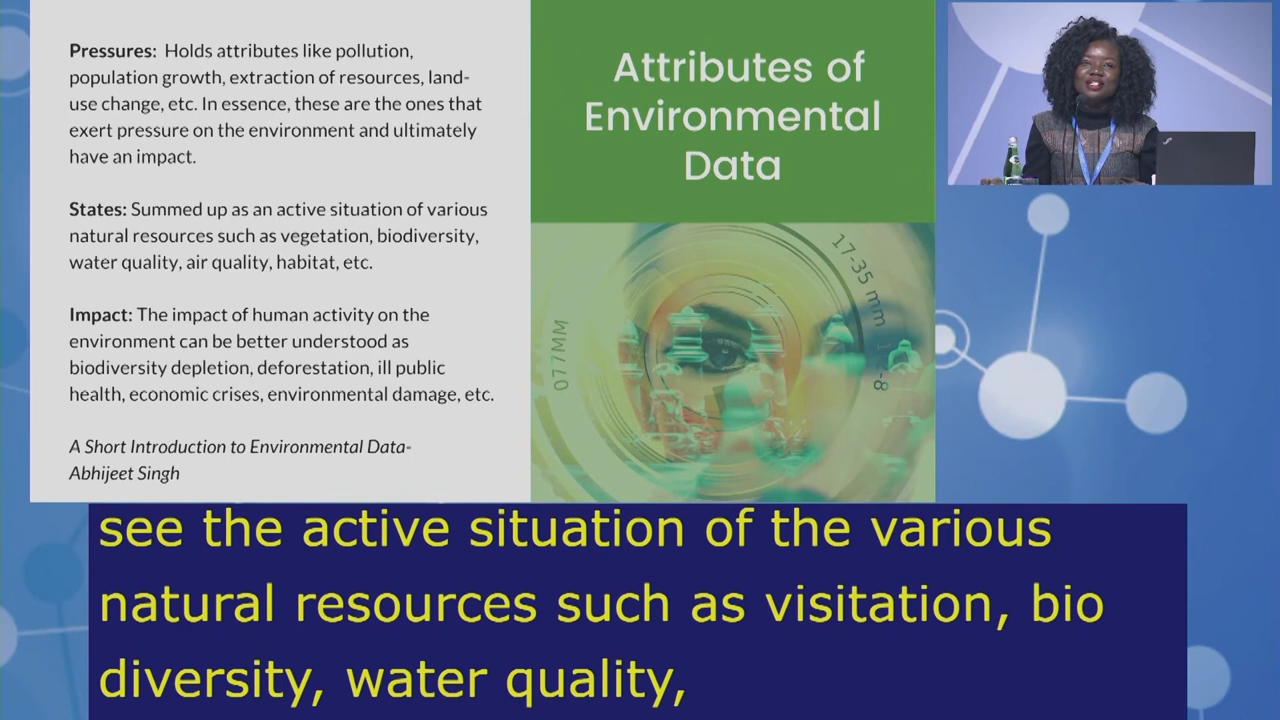 Pressures: Holds attributes like pollution,
population growth, extraction of resources, land-
use change, etc. In essence, these are the ones that
exert pressure on the environment and ultimately
have an impact.
States: Summed up as an active situation of various
natural resources such as vegetation, biodiversity,
water quality, air quality, habitat, etc.
Impact: The impact of human activity on the
environment can be better understood as
biodiversity depletion, deforestation, ill public
health, economic crises, environmental damage, etc.
A Short Introduction to Environmental Data-
Abhijeet Singh
Attributes of
Environmental
Data
17-35 mm
077MM
see the active situation of the various
natural resources such as visitation, bio
diversity, water quality,